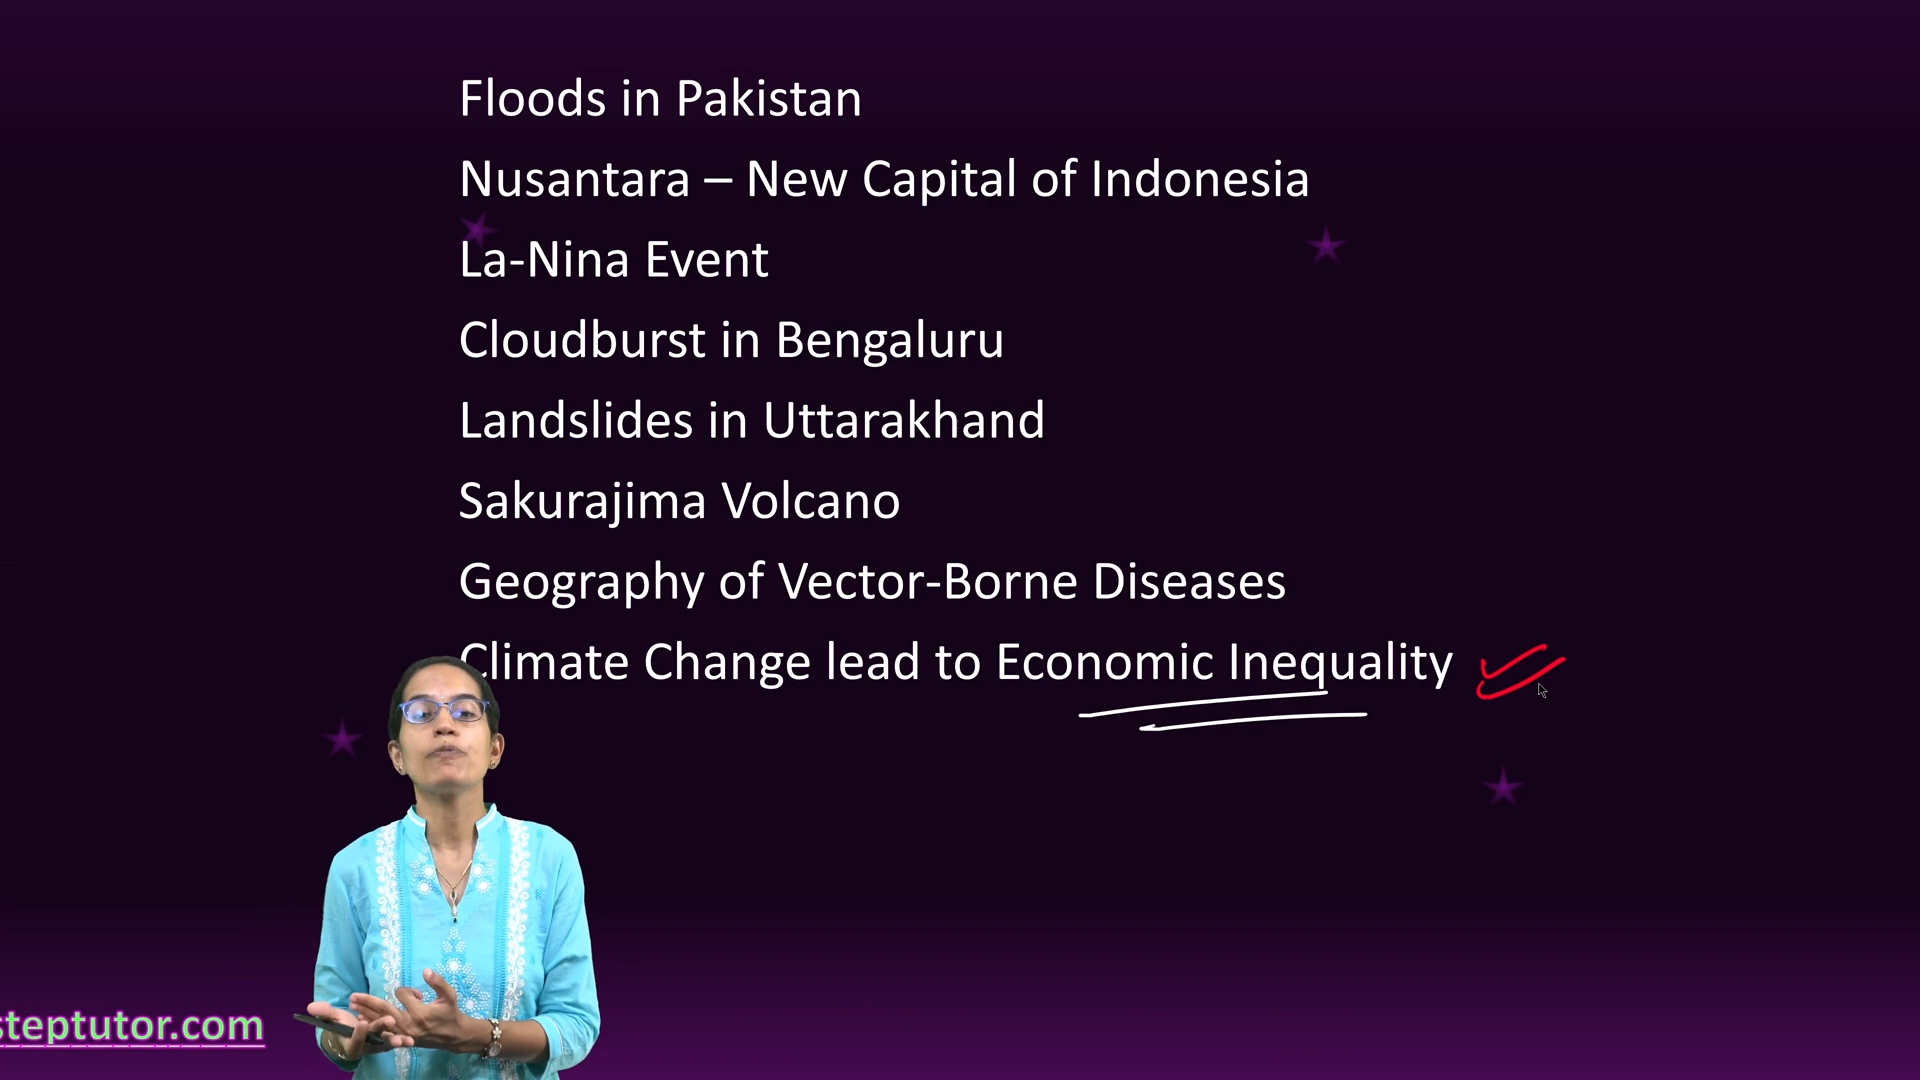 Floods in Pakistan
Nusantara – New Capital of Indonesia
La-Nina Event
Cloudburst in Bengaluru
Landslides in Uttarakhand
Sakurajima Volcano
Geography of Vector-Borne Diseases
Climate Change lead to Economic Inequality
steptutor.com